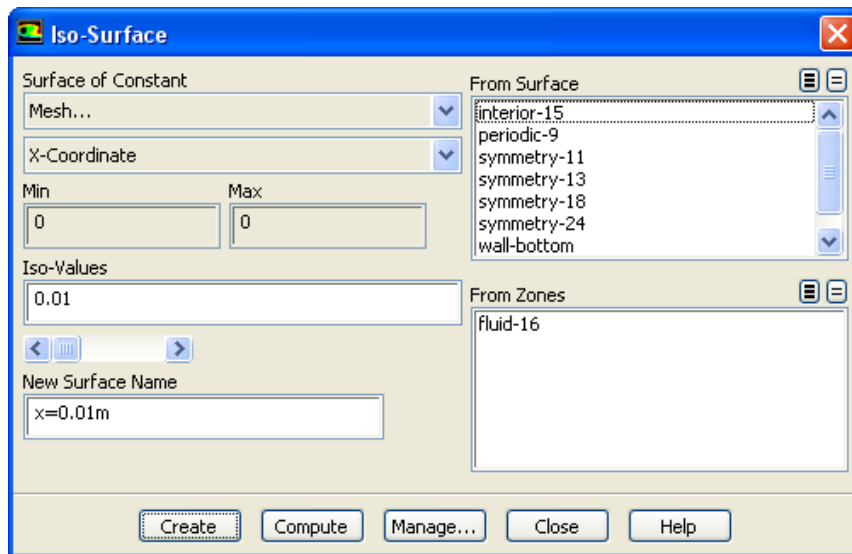 Iso-Surface
Surface of Constant
Mesh...
X-Coordinate
Min
Max
0
0
Iso-Values
0.01
New Surface Name
x=0.01m
From Surface
interior-15
periodic-9
symmetry-11
symmetry-13
symmetry-18
symmetry-24
wall-bottom
From Zones
fluid-16
Create
Compute
Manage...
Close
Help